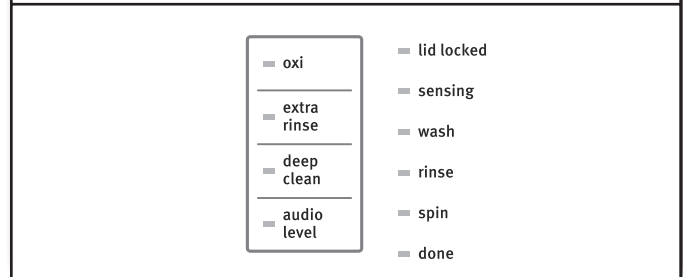 oxi
extra
rinse
deep
clean
audio
level
lid locked
sensing
wash
rinse
spin
done